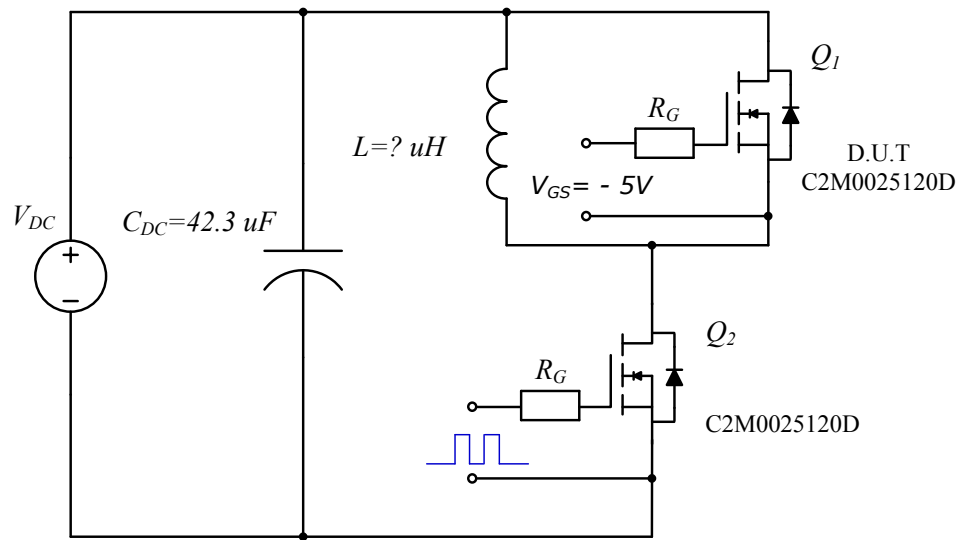 Q1
RG
L=? uH
D.U.T
C2M0025120D
VGS= - 5V
VDC
CDC=42.3 uF
+
Q2
RG
C2M0025120D